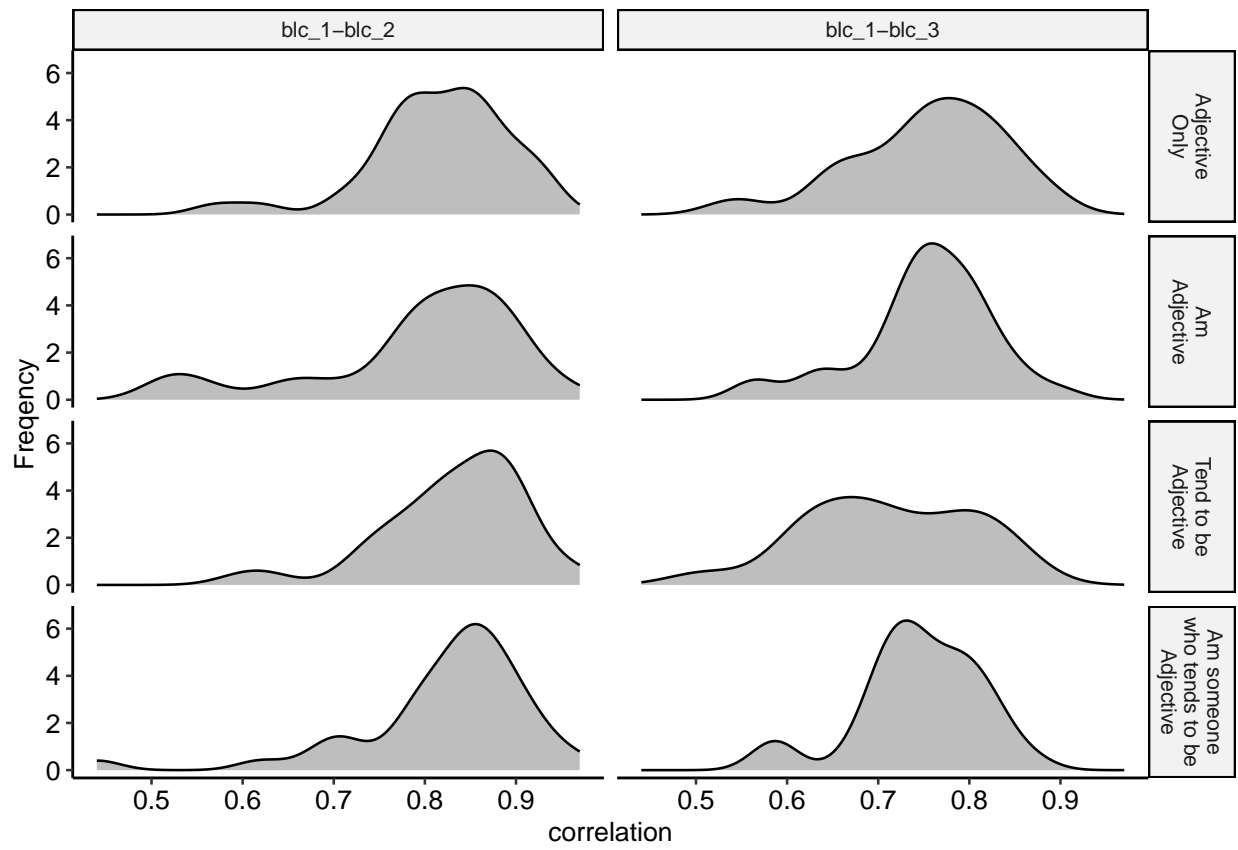 blc_1–blc_2
blc_1–blc_3
6
4
2
0
Adjective
Only
6
4
2
0
Am
Adjective
Freqency
6
4
2
0
Tend to be
Adjective
6
4
2
0
Am someone
who tends to be
Adjective
0.5 0.6 0.7 0.8 0.9
0.5 0.6 0.7 0.8 0.9
correlation